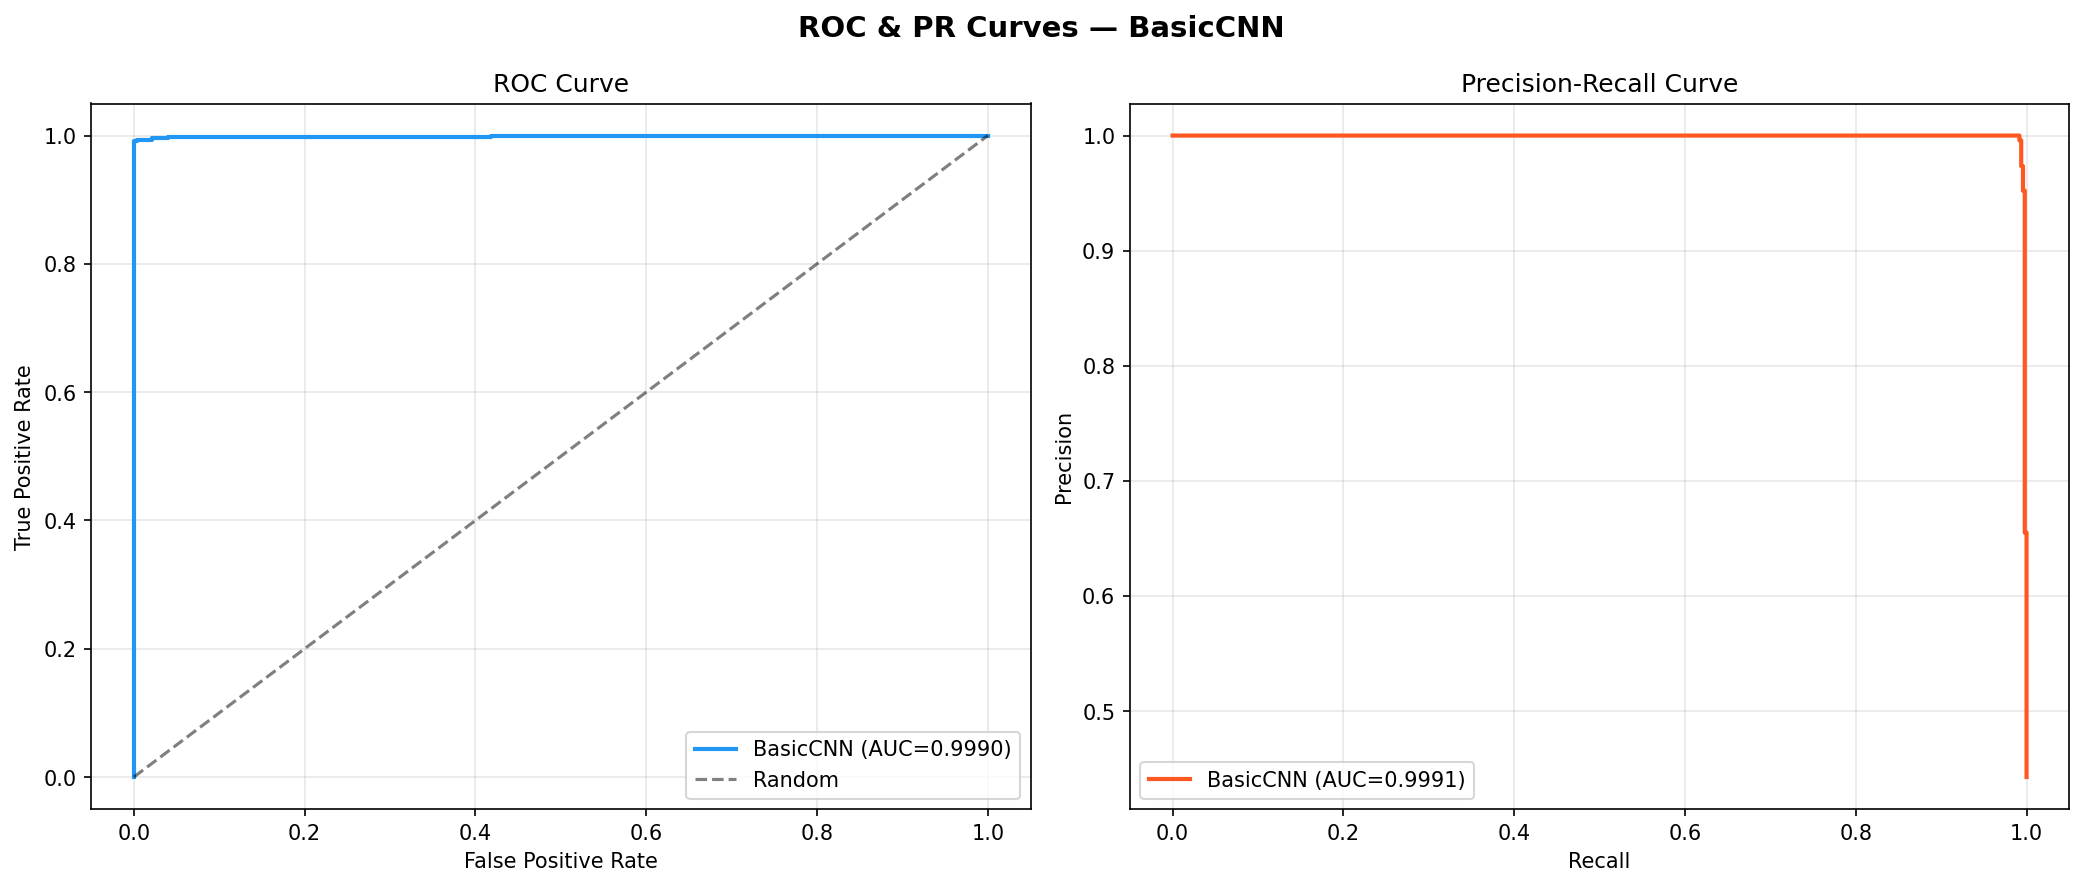 ROC & PR Curves — BasicCNN
ROC Curve
True Positive Rate
1.0
0.8
0.6
0.4
0.2
0.0
BasicCNN (AUC=0.9990)
Random
0.0 0.2 0.4 0.6 0.8 1.0
False Positive Rate
Precision-Recall Curve
Precision
1.0
0.9
0.8
0.7
0.6
0.5
BasicCNN (AUC=0.9991)
0.0 0.2 0.4 0.6 0.8 1.0
Recall